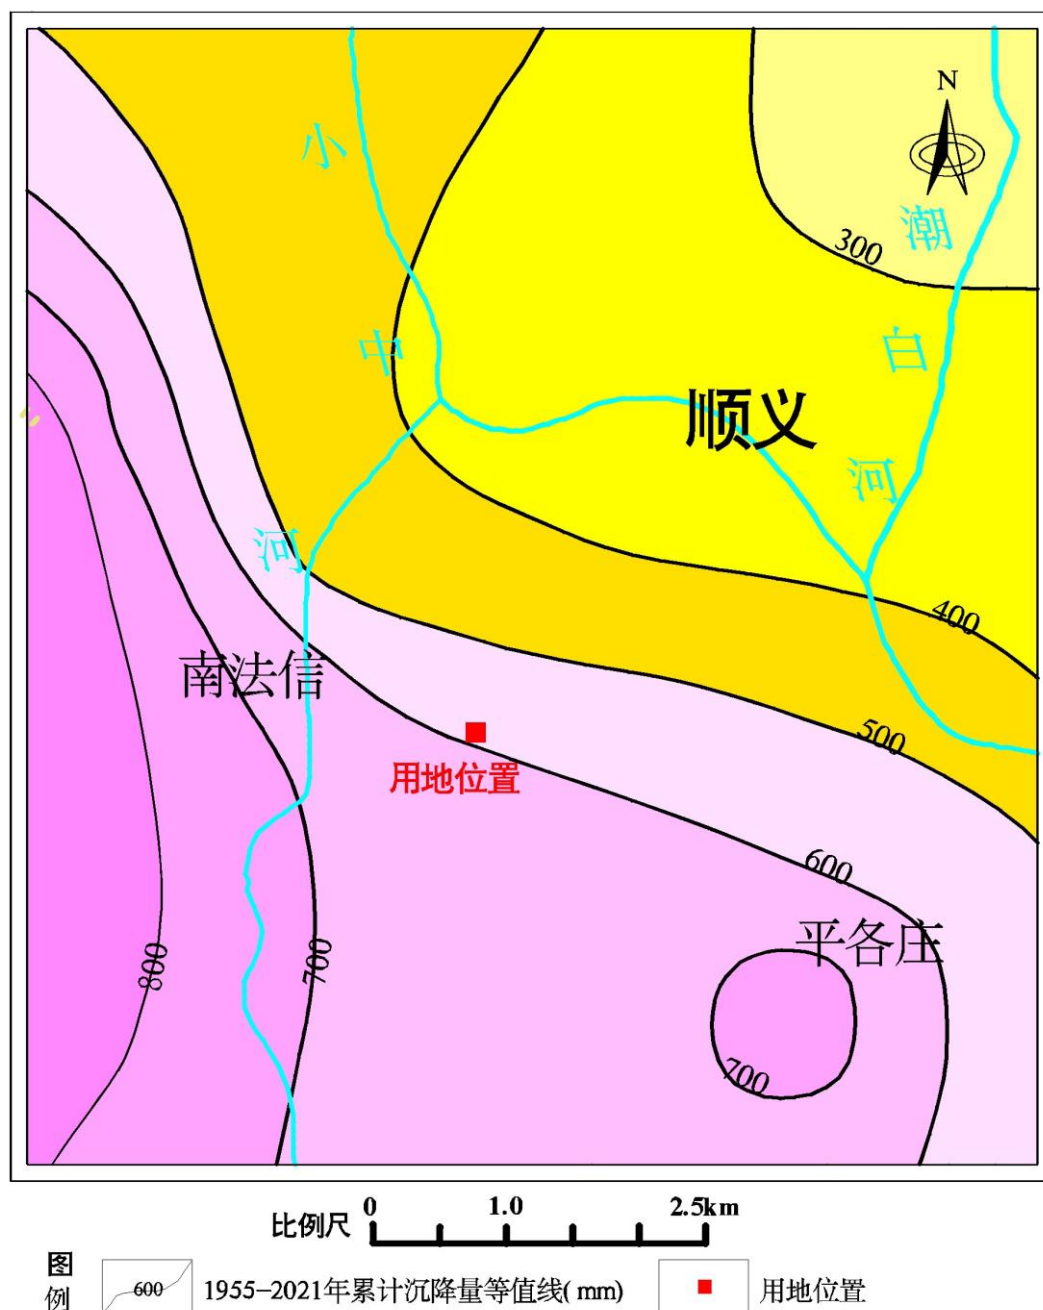 N
小
潮
300
中
白
顺义
河
河
400
南法信
500
用地位置
600
平各庄
800
700
700
比例尺 0 1.0 2.5km
图例
600 1955-2021年累计沉降量等值线( mm)
用地位置